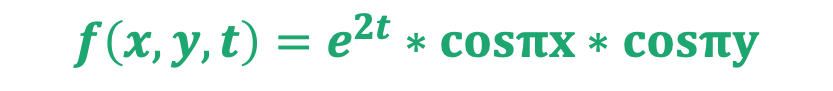 f(x, y, t) = e^{2t} * cosπx * cosπy